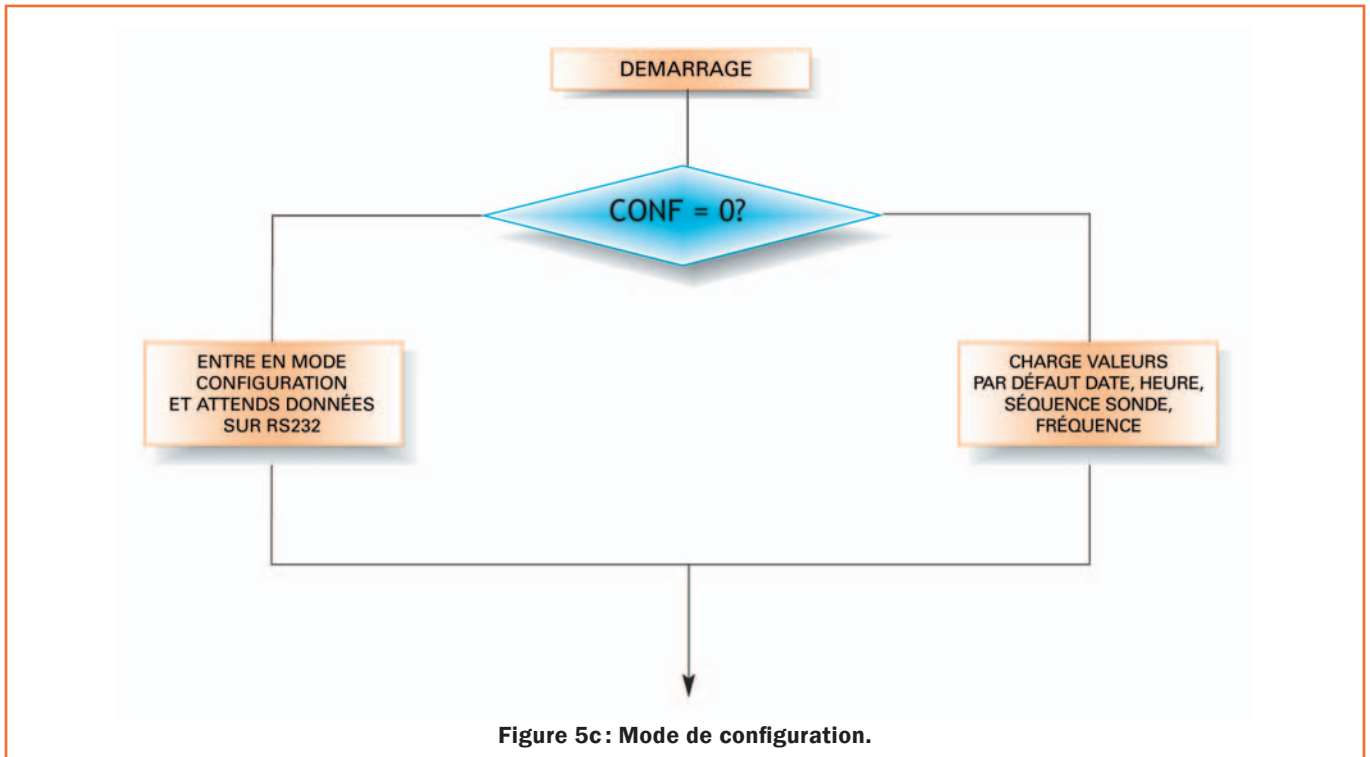 DEMARRAGE
CONF = 0?
ENTRE EN MODE
CONFIGURATION
ET ATTENDS DONNÉES
SUR RS232
CHARGE VALEURS
PAR DÉFAUT DATE, HEURE,
SÉQUENCE SONDE,
FRÉQUENCE
Figure 5c: Mode de configuration.